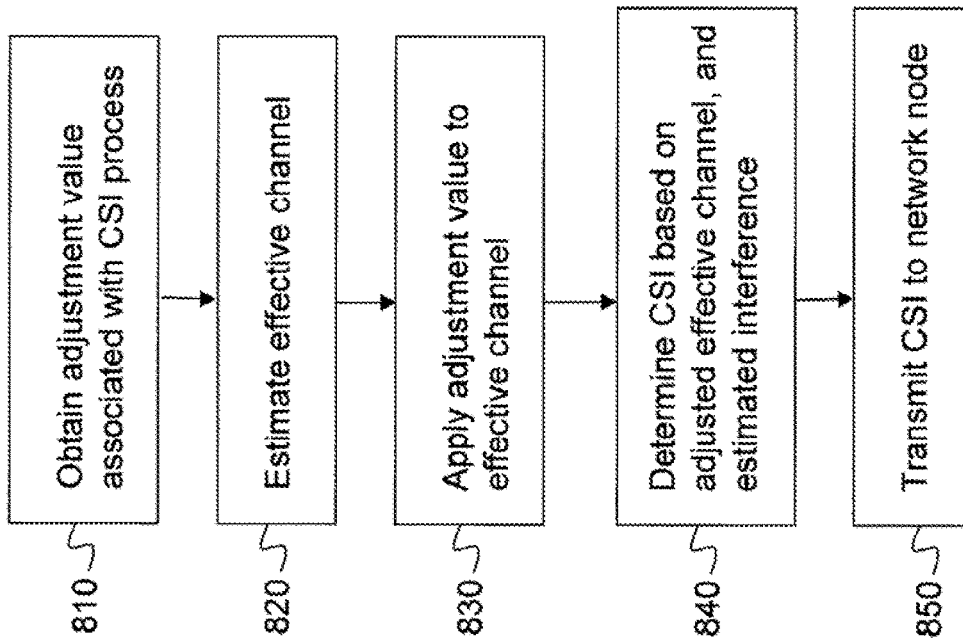 810
Obtain adjustment value
associated with CSI process
820
Estimate effective channel
830
Apply adjustment value to
effective channel
840
Determine CSI based on
adjusted effective channel, and
estimated interference
850
Transmit CSI to network node